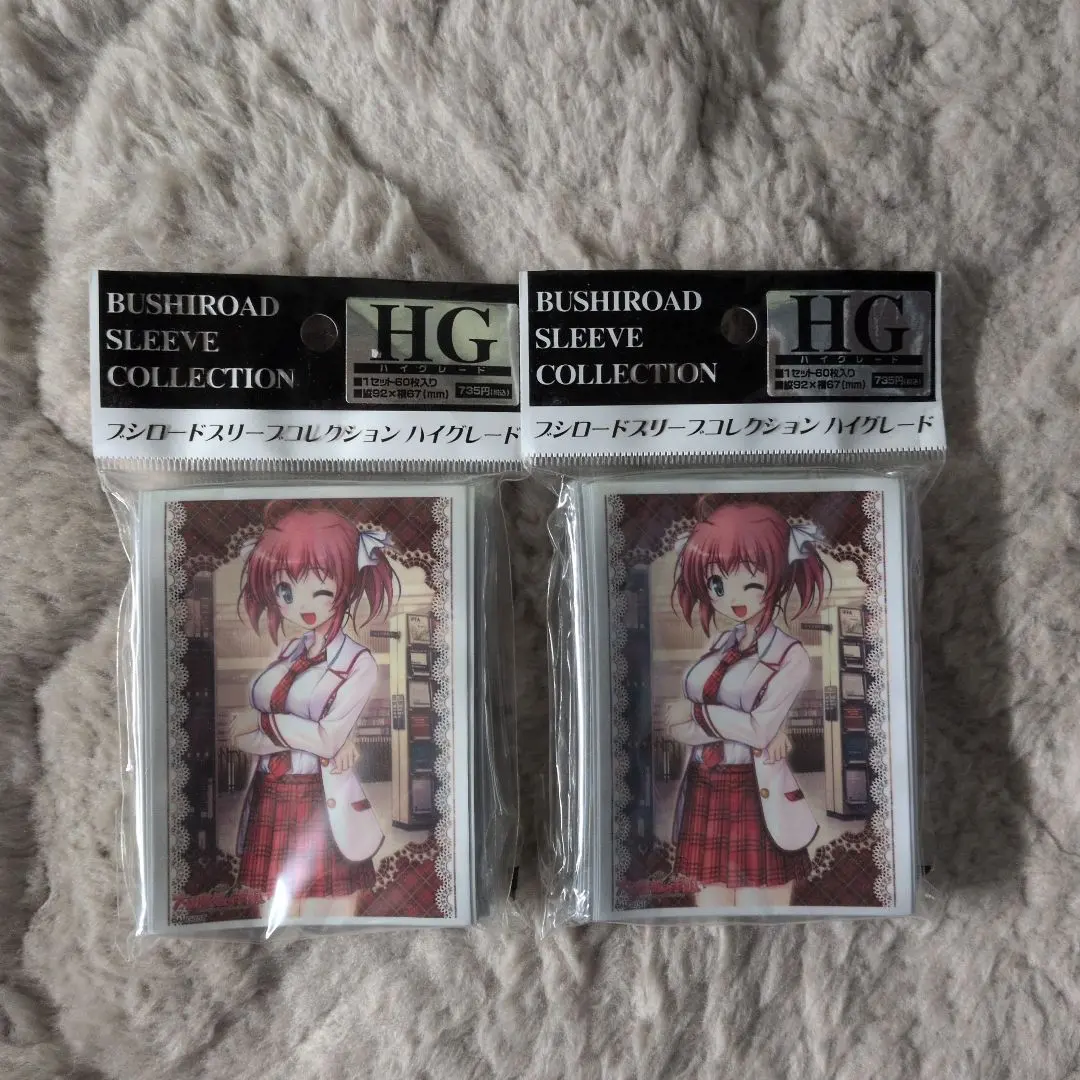 BUSHIROAD
SLEEVE
COLLECTION
HG
ハイグレード
■1セット60枚入り
■縦92×横67(mm)
735円(税込)
ブシロードスリーブコレクション ハイグレード
BUSHIROAD
SLEEVE
COLLECTION
HG
ハイグレード
■1セット60枚入り
■縦92×横67(mm)
735円(税込)
ブシロードスリーブコレクション ハイグレード